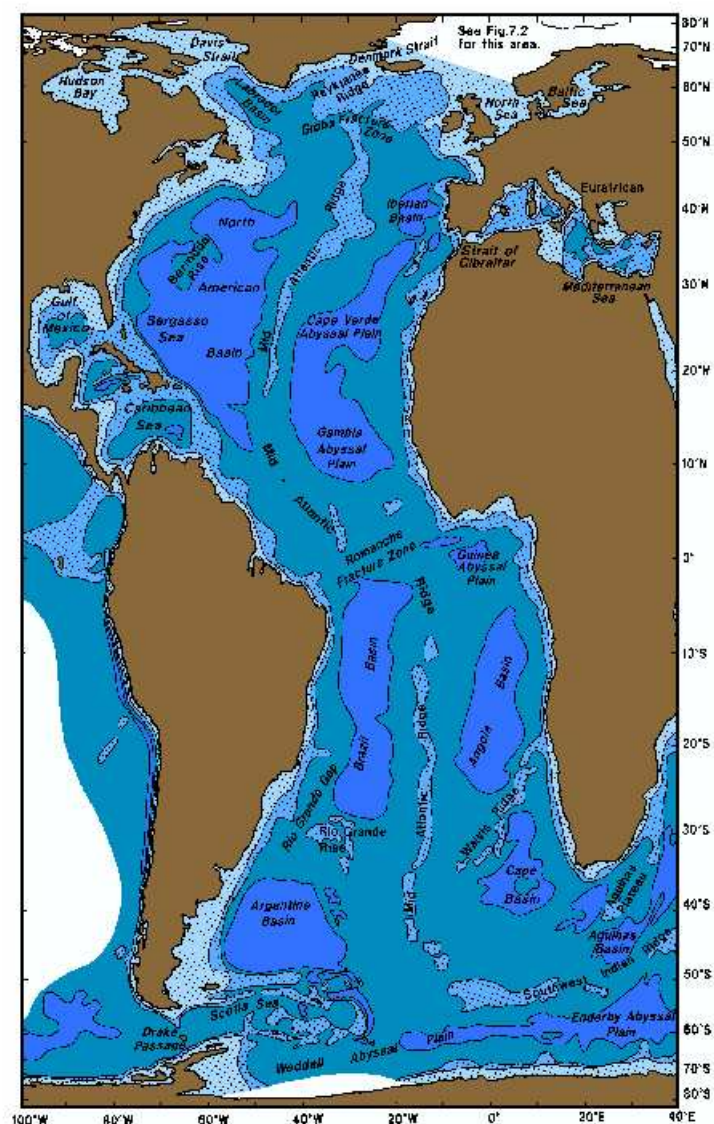 See Fig.7.2
for this area.
Davis
Strait
Denmark Strait
Hudson
Bay
Labrador
Basin
Reykjanes
Ridge
North
Sea
Baltic
Sea
Gibbs Fracture
Zone
Ridge
Iberian
Basin
Eurafrican
Strait of
Gibraltar
Mediterranean
Sea
North
Bermuda
Rise
American
Atlantic
Sargasso
Sea
Basin
Mid
Cape Verde
Abyssal Plain
Gulf
of
Mexico
Caribbean
Sea
Gambia
Abyssal
Plain
Mid
Atlantic
Romanche
Fracture Zone
Guinea
Abyssal
Plain
Ridge
Basin
Brazil
Basin
Angola
Ridge
Atlantic
Mid
Rio Grande Gap
Rio Grande
Rise
Walvis Ridge
Cape
Basin
Argentine
Basin
Agulhas
Plateau
Agulhas
Basin
Southwest Indian Ridge
Scotia Sea
Drake
Passage
Enderby Abyssal
Plain
Weddell Abyssal Plain
80°N
70°N
60°N
50°N
40°N
30°N
20°N
10°N
0°
10°S
20°S
30°S
40°S
50°S
60°S
70°S
80°S
100°W 80°W 60°W 40°W 20°W 0° 20°E 40°E